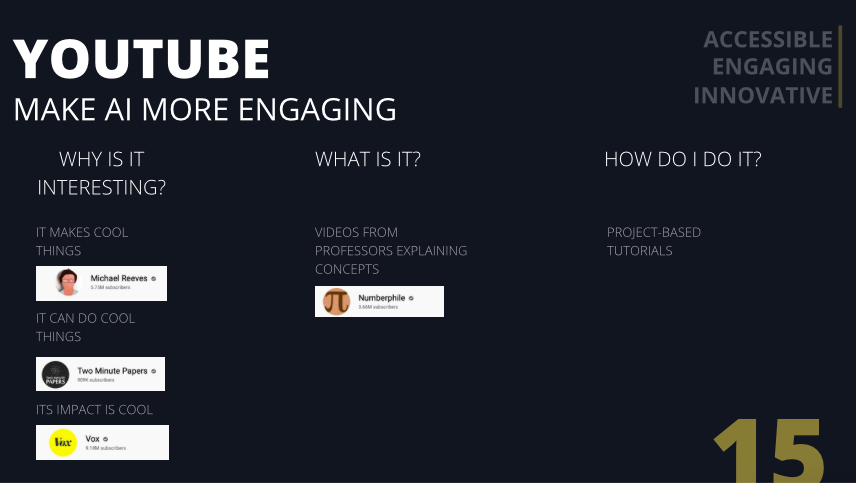 YOUTUBE
MAKE AI MORE ENGAGING
ACCESSIBLE
ENGAGING
INNOVATIVE
WHY IS IT
INTERESTING?
IT MAKES COOL
THINGS
Michael Reeves
5.73M subscribers
IT CAN DO COOL
THINGS
TWO MINUTE
PAPERS
Two Minute Papers
909K subscribers
ITS IMPACT IS COOL
Vox
Vox
9.19M subscribers
WHAT IS IT?
VIDEOS FROM
PROFESSORS EXPLAINING
CONCEPTS
π
Numberphile
3.66M subscribers
HOW DO I DO IT?
PROJECT-BASED
TUTORIALS
15